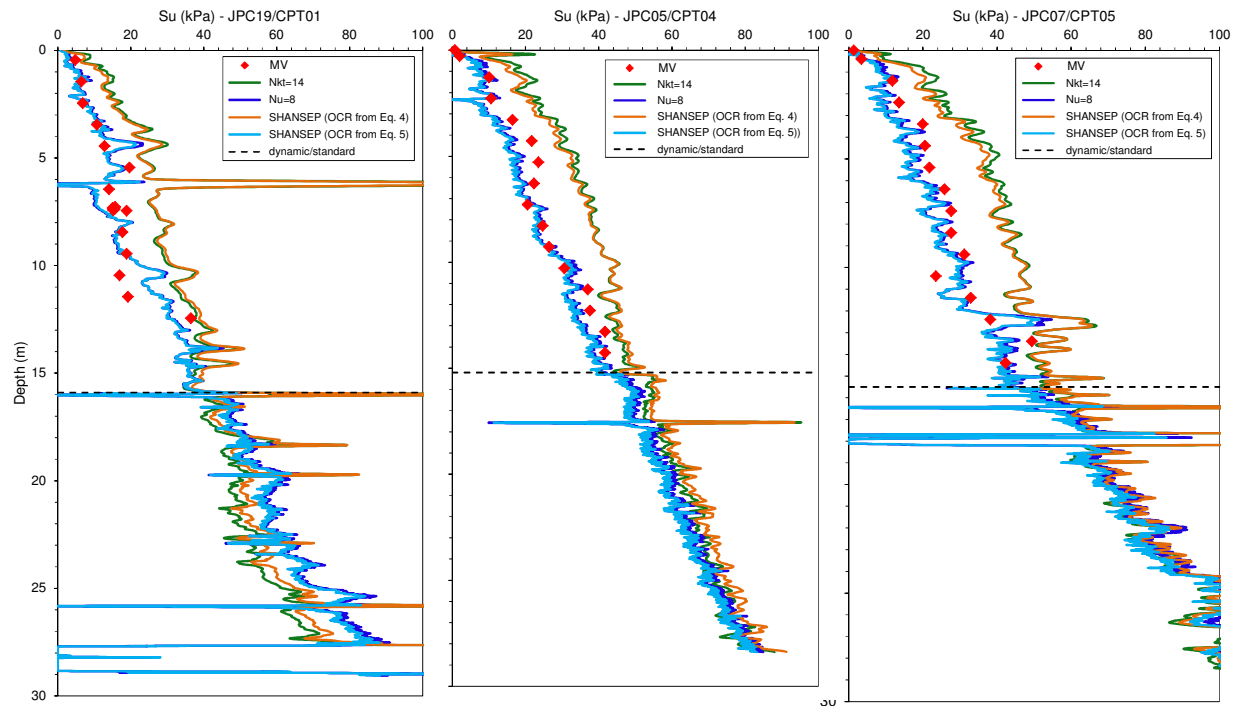 Su (kPa) - JPC19/CPT01
0 20 40 60 80 100
0
5
10
15
20
25
30
Depth (m)
MV
Nkt=14
Nu=8
SHANSEP (OCR from Eq. 4)
SHANSEP (OCR from Eq. 5)
dynamic/standard
Su (kPa) - JPC05/CPT04
0 20 40 60 80 100
MV
Nkt=14
Nu=8
SHANSEP (OCR from Eq. 4)
SHANSEP (OCR from Eq. 5))
dynamic/standard
Su (kPa) - JPC07/CPT05
0 20 40 60 80 100
MV
Nkt=14
Nu=8
SHANSEP (OCR from Eq. 4)
SHANSEP (OCR from Eq. 5)
dynamic/standard
30